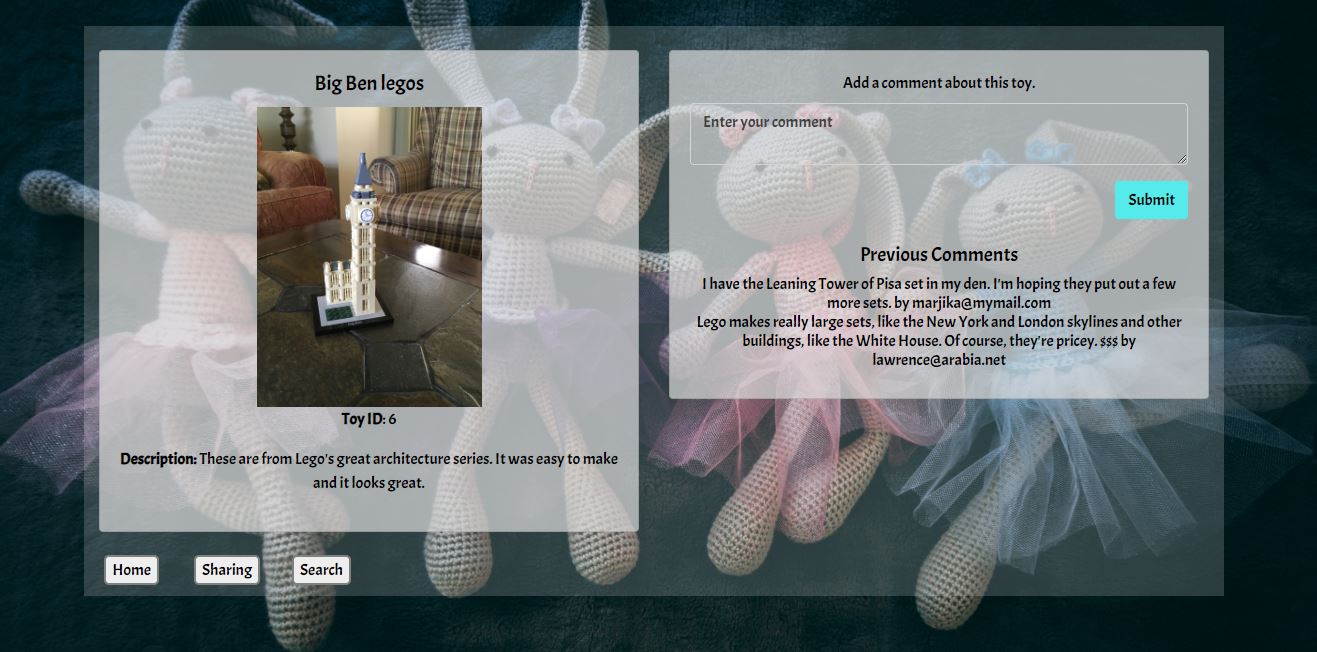 Big Ben legos
Toy ID: 6
Description: These are from Lego's great architecture series. It was easy to make
and it looks great.
Add a comment about this toy.
Enter your comment
Submit
Previous Comments
I have the Leaning Tower of Pisa set in my den. I'm hoping they put out a few
more sets. by marjika@mymail.com
Lego makes really large sets, like the New York and London skylines and other
buildings, like the White House. Of course, they're pricey. $$$ by
lawrence@arabia.net
Home
Sharing
Search